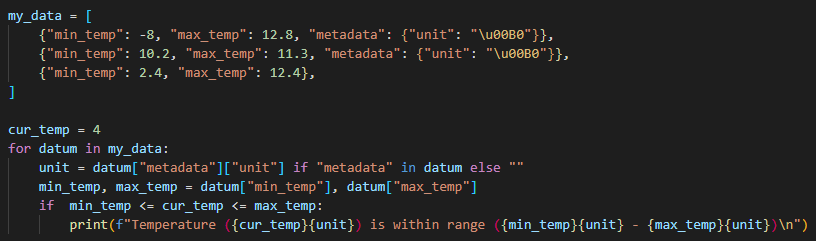 my_data = [
    {"min_temp": -8, "max_temp": 12.8, "metadata": {"unit": "\u00B0"}},
    {"min_temp": 10.2, "max_temp": 11.3, "metadata": {"unit": "\u00B0"}},
    {"min_temp": 2.4, "max_temp": 12.4},
]

cur_temp = 4
for datum in my_data:
    unit = datum["metadata"]["unit"] if "metadata" in datum else ""
    min_temp, max_temp = datum["min_temp"], datum["max_temp"]
    if  min_temp <= cur_temp <= max_temp:
        print(f"Temperature ({cur_temp}{unit}) is within range ({min_temp}{unit} - {max_temp}{unit})\n")